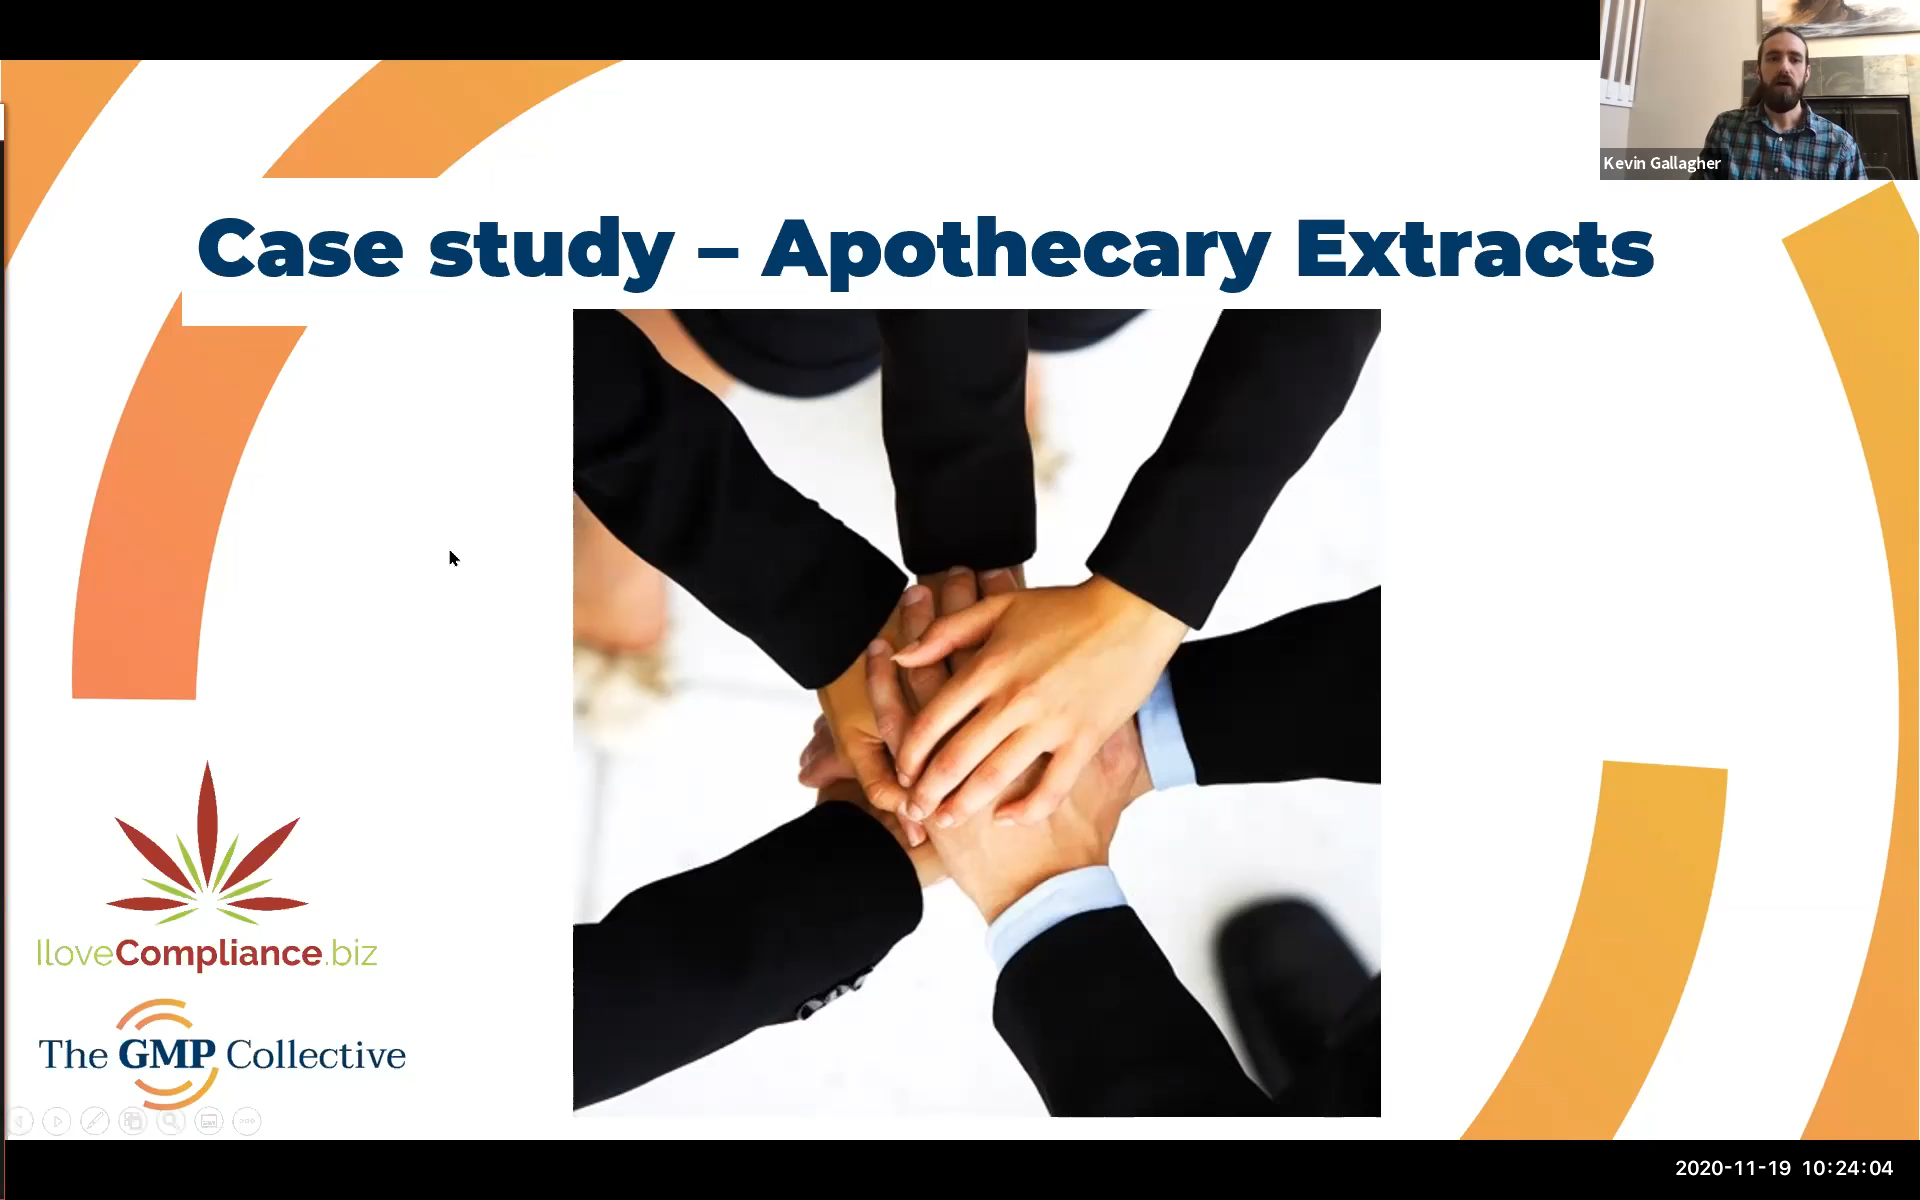 Kevin Gallagher
Case study – Apothecary Extracts
IloveCompliance.biz
The GMP Collective
2020-11-19 10:24:04